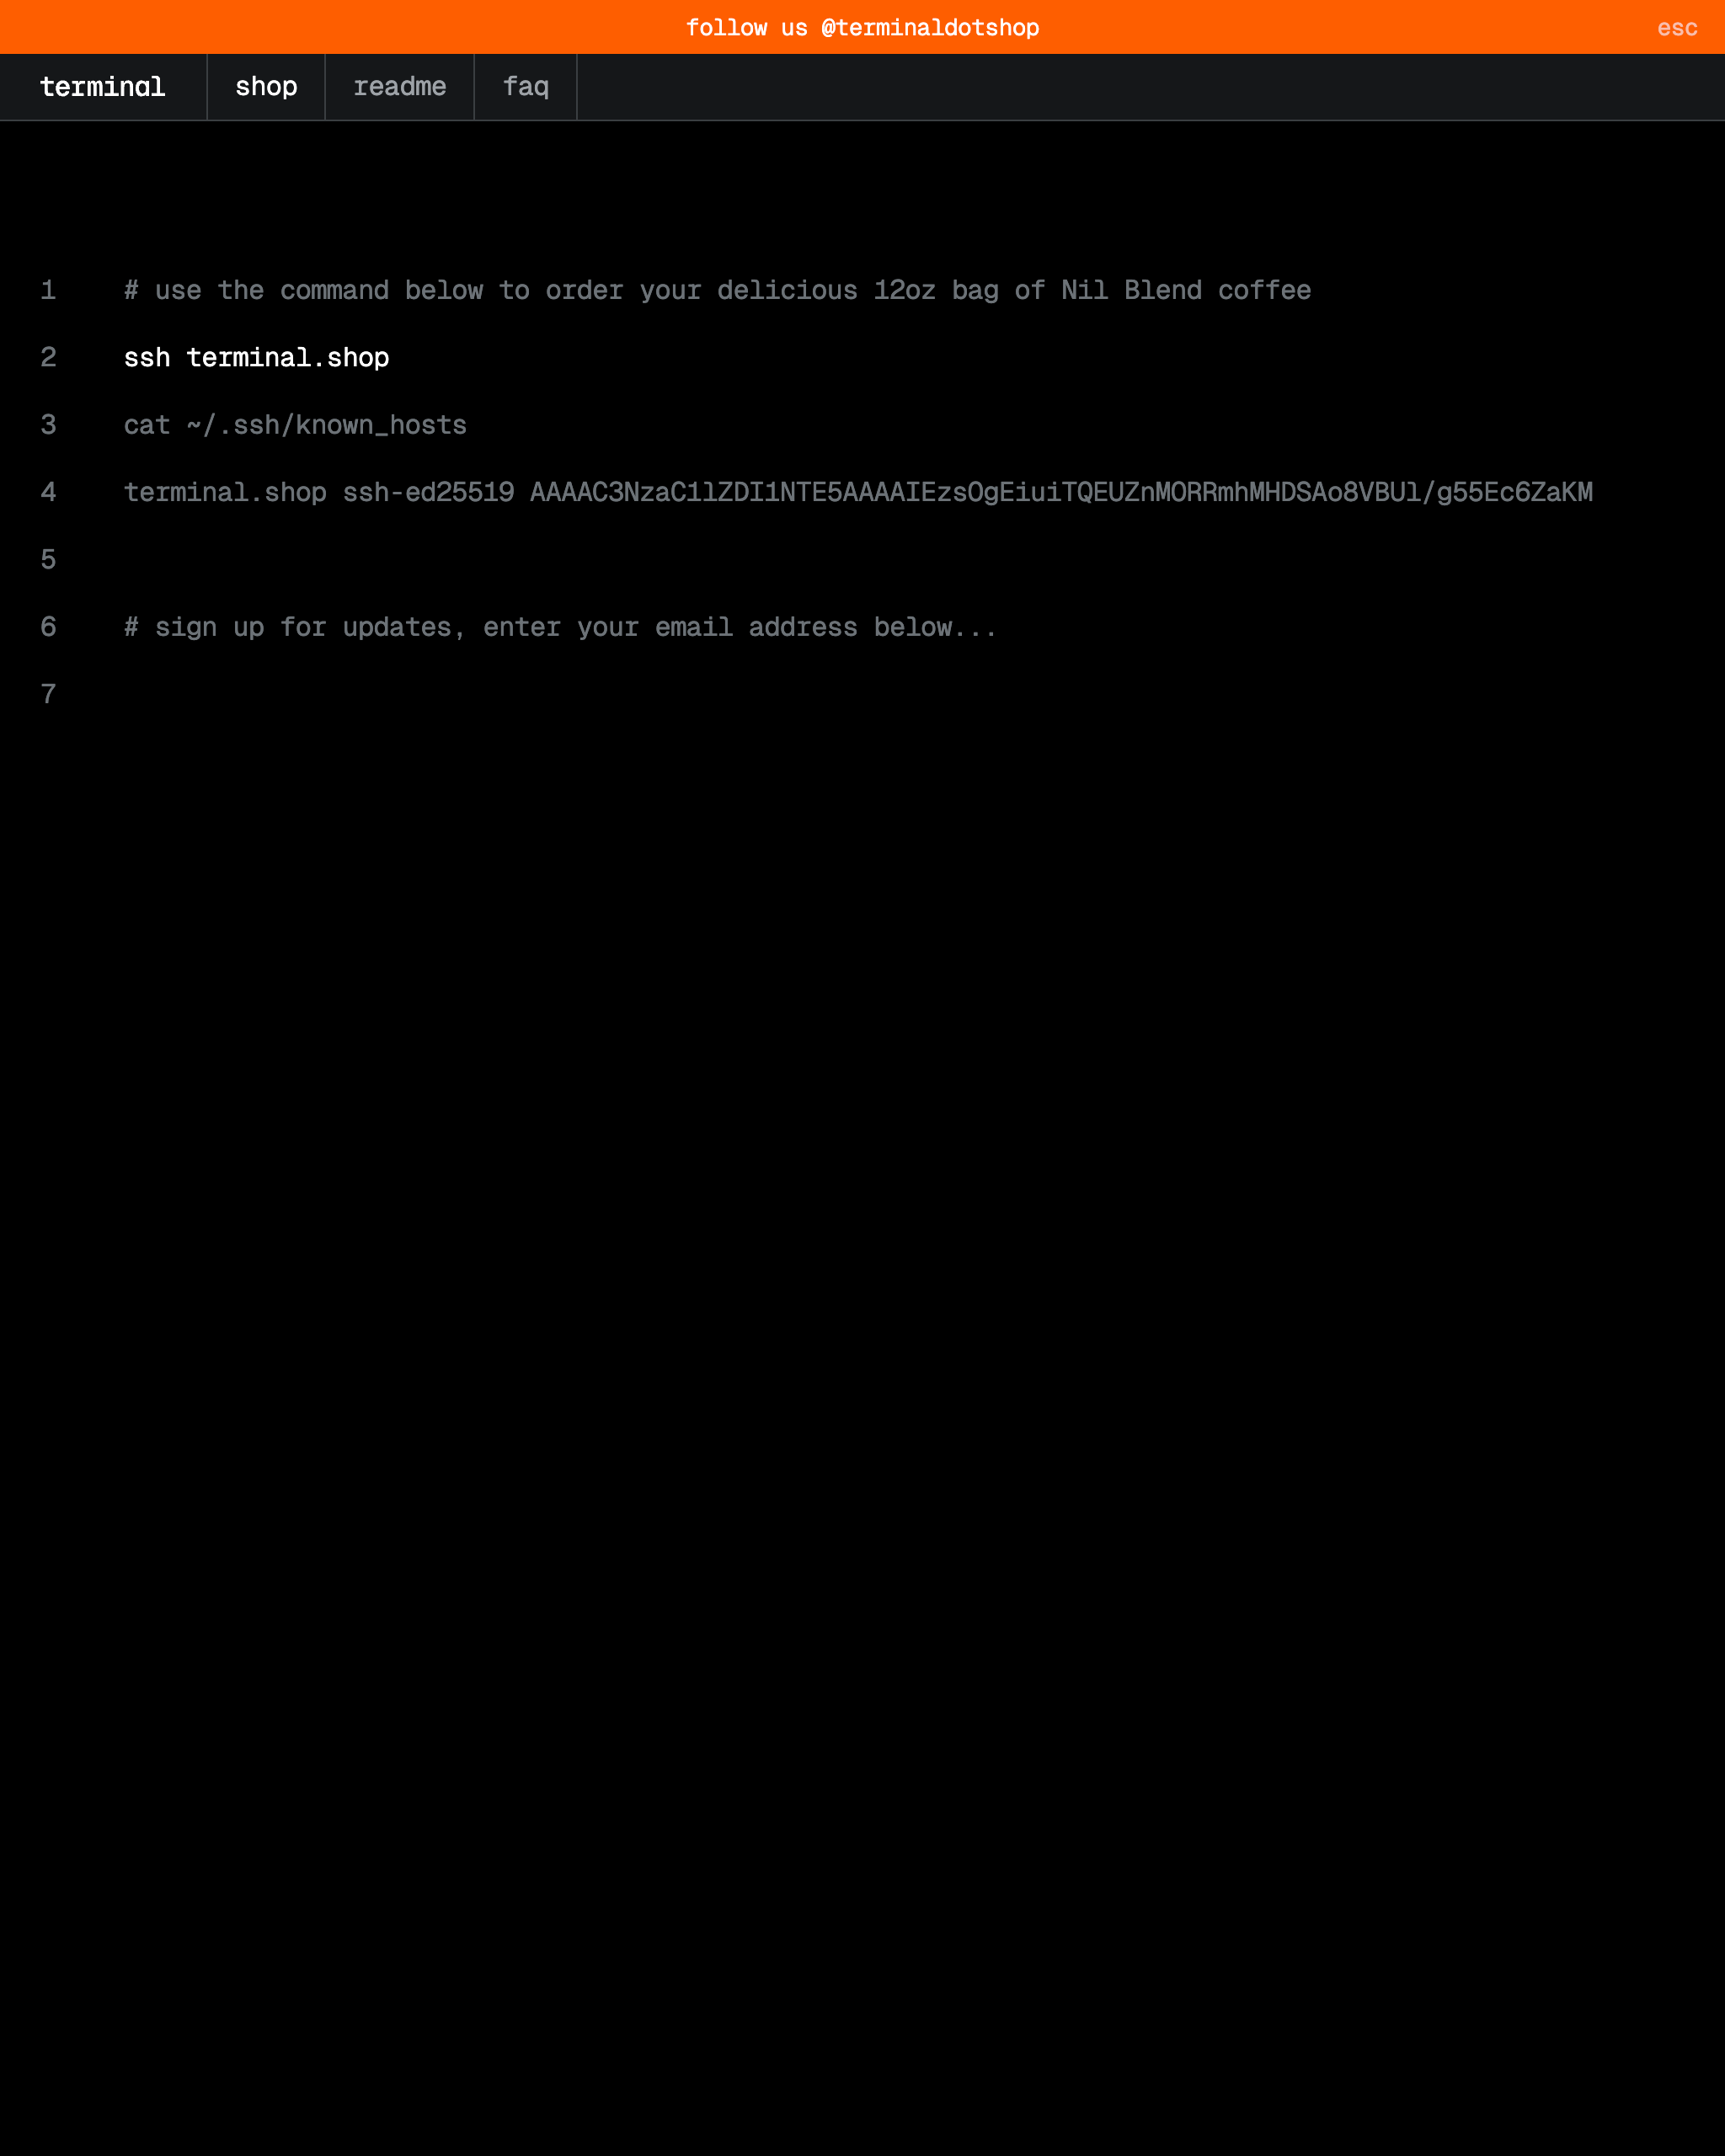 follow us @terminaldotshop esc
terminal shop readme faq
1 # use the command below to order your delicious 12oz bag of Nil Blend coffee
2 ssh terminal.shop
3 cat ~/.ssh/known_hosts
4 terminal.shop ssh-ed25519 AAAAC3NzaC1lZDI1NTE5AAAAIEzsOgEiuiTQEUZnMORRmhMHDSAo8VBUl/g55Ec6ZaKM
5
6 # sign up for updates, enter your email address below...
7